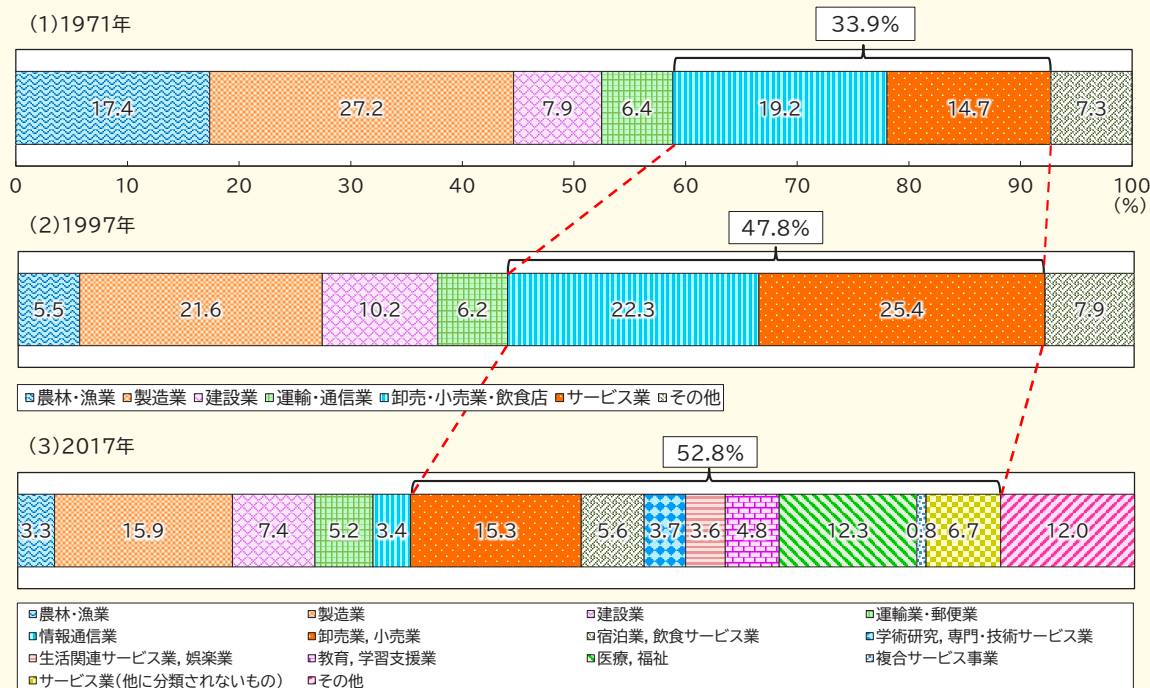 (1)1971年
33.9%
17.4 27.2 7.9 6.4 19.2 14.7 7.3
0 10 20 30 40 50 60 70 80 90 100
(%)
(2)1997年
47.8%
5.5 21.6 10.2 6.2 22.3 25.4 7.9
農林・漁業 製造業 建設業 運輸・通信業 卸売・小売業・飲食店 サービス業 その他
(3)2017年
52.8%
3.3 15.9 7.4 5.2 3.4 15.3 5.6 3.7 3.6 4.8 12.3 0.8 6.7 12.0
農林・漁業 製造業 建設業 運輸業・郵便業
情報通信業 卸売業, 小売業 宿泊業, 飲食サービス業 学術研究, 専門・技術サービス業
生活関連サービス業, 娯楽業 教育, 学習支援業 医療, 福祉 複合サービス事業
サービス業(他に分類されないもの) その他